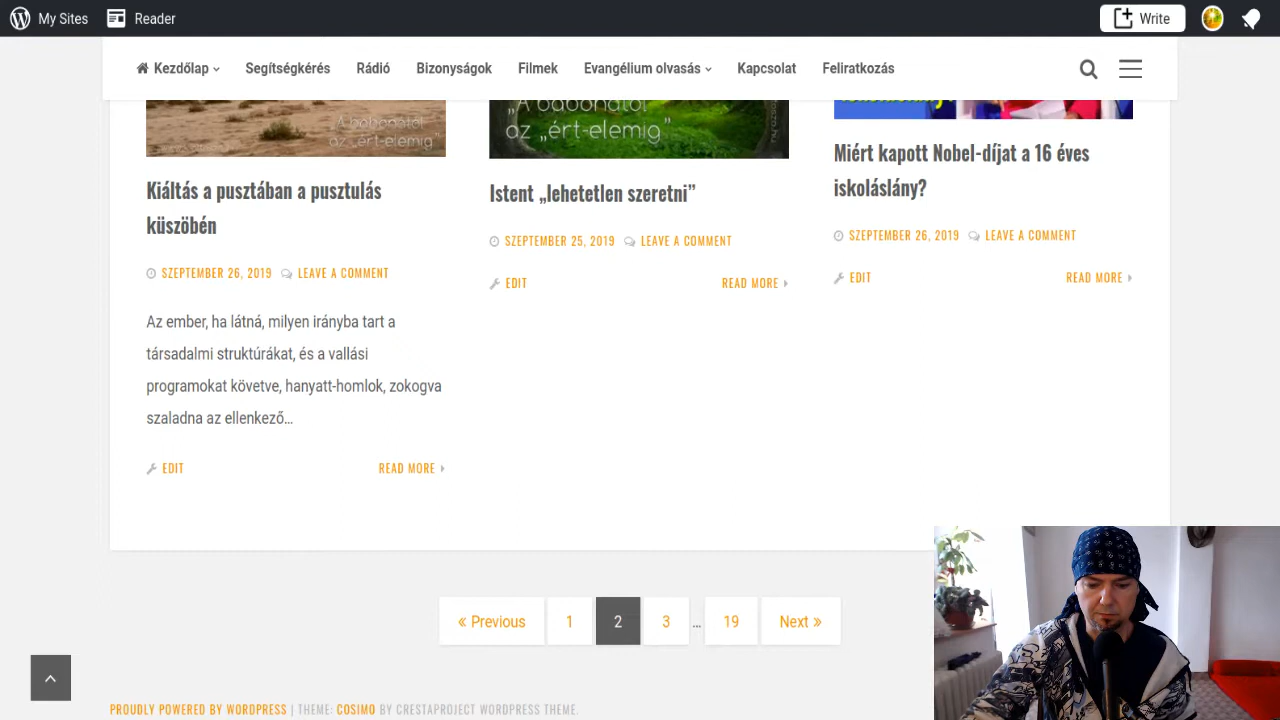 My Sites Reader Write
Kezdőlap Segítségkérés Rádió Bizonyságok Filmek Evangélium olvasás Kapcsolat Feliratkozás
„A babonától
az „ért-elemig”
„A babonától
az „ért-elemig”
Kiáltás a pusztában a pusztulás
küszöbén
SZEPTEMBER 26, 2019 LEAVE A COMMENT
Az ember, ha látná, milyen irányba tart a
társadalmi struktúrákat, és a vallási
programokat követve, hanyatt-homlok, zokogva
szaladna az ellenkező…
EDIT READ MORE
Istent „lehetetlen szeretni”
SZEPTEMBER 25, 2019 LEAVE A COMMENT
EDIT READ MORE
Miért kapott Nobel-díjat a 16 éves
iskoláslány?
SZEPTEMBER 26, 2019 LEAVE A COMMENT
EDIT READ MORE
« Previous 1 2 3 … 19 Next »
PROUDLY POWERED BY WORDPRESS | THEME: COSIMO BY CRESTAPROJECT WORDPRESS THEME.